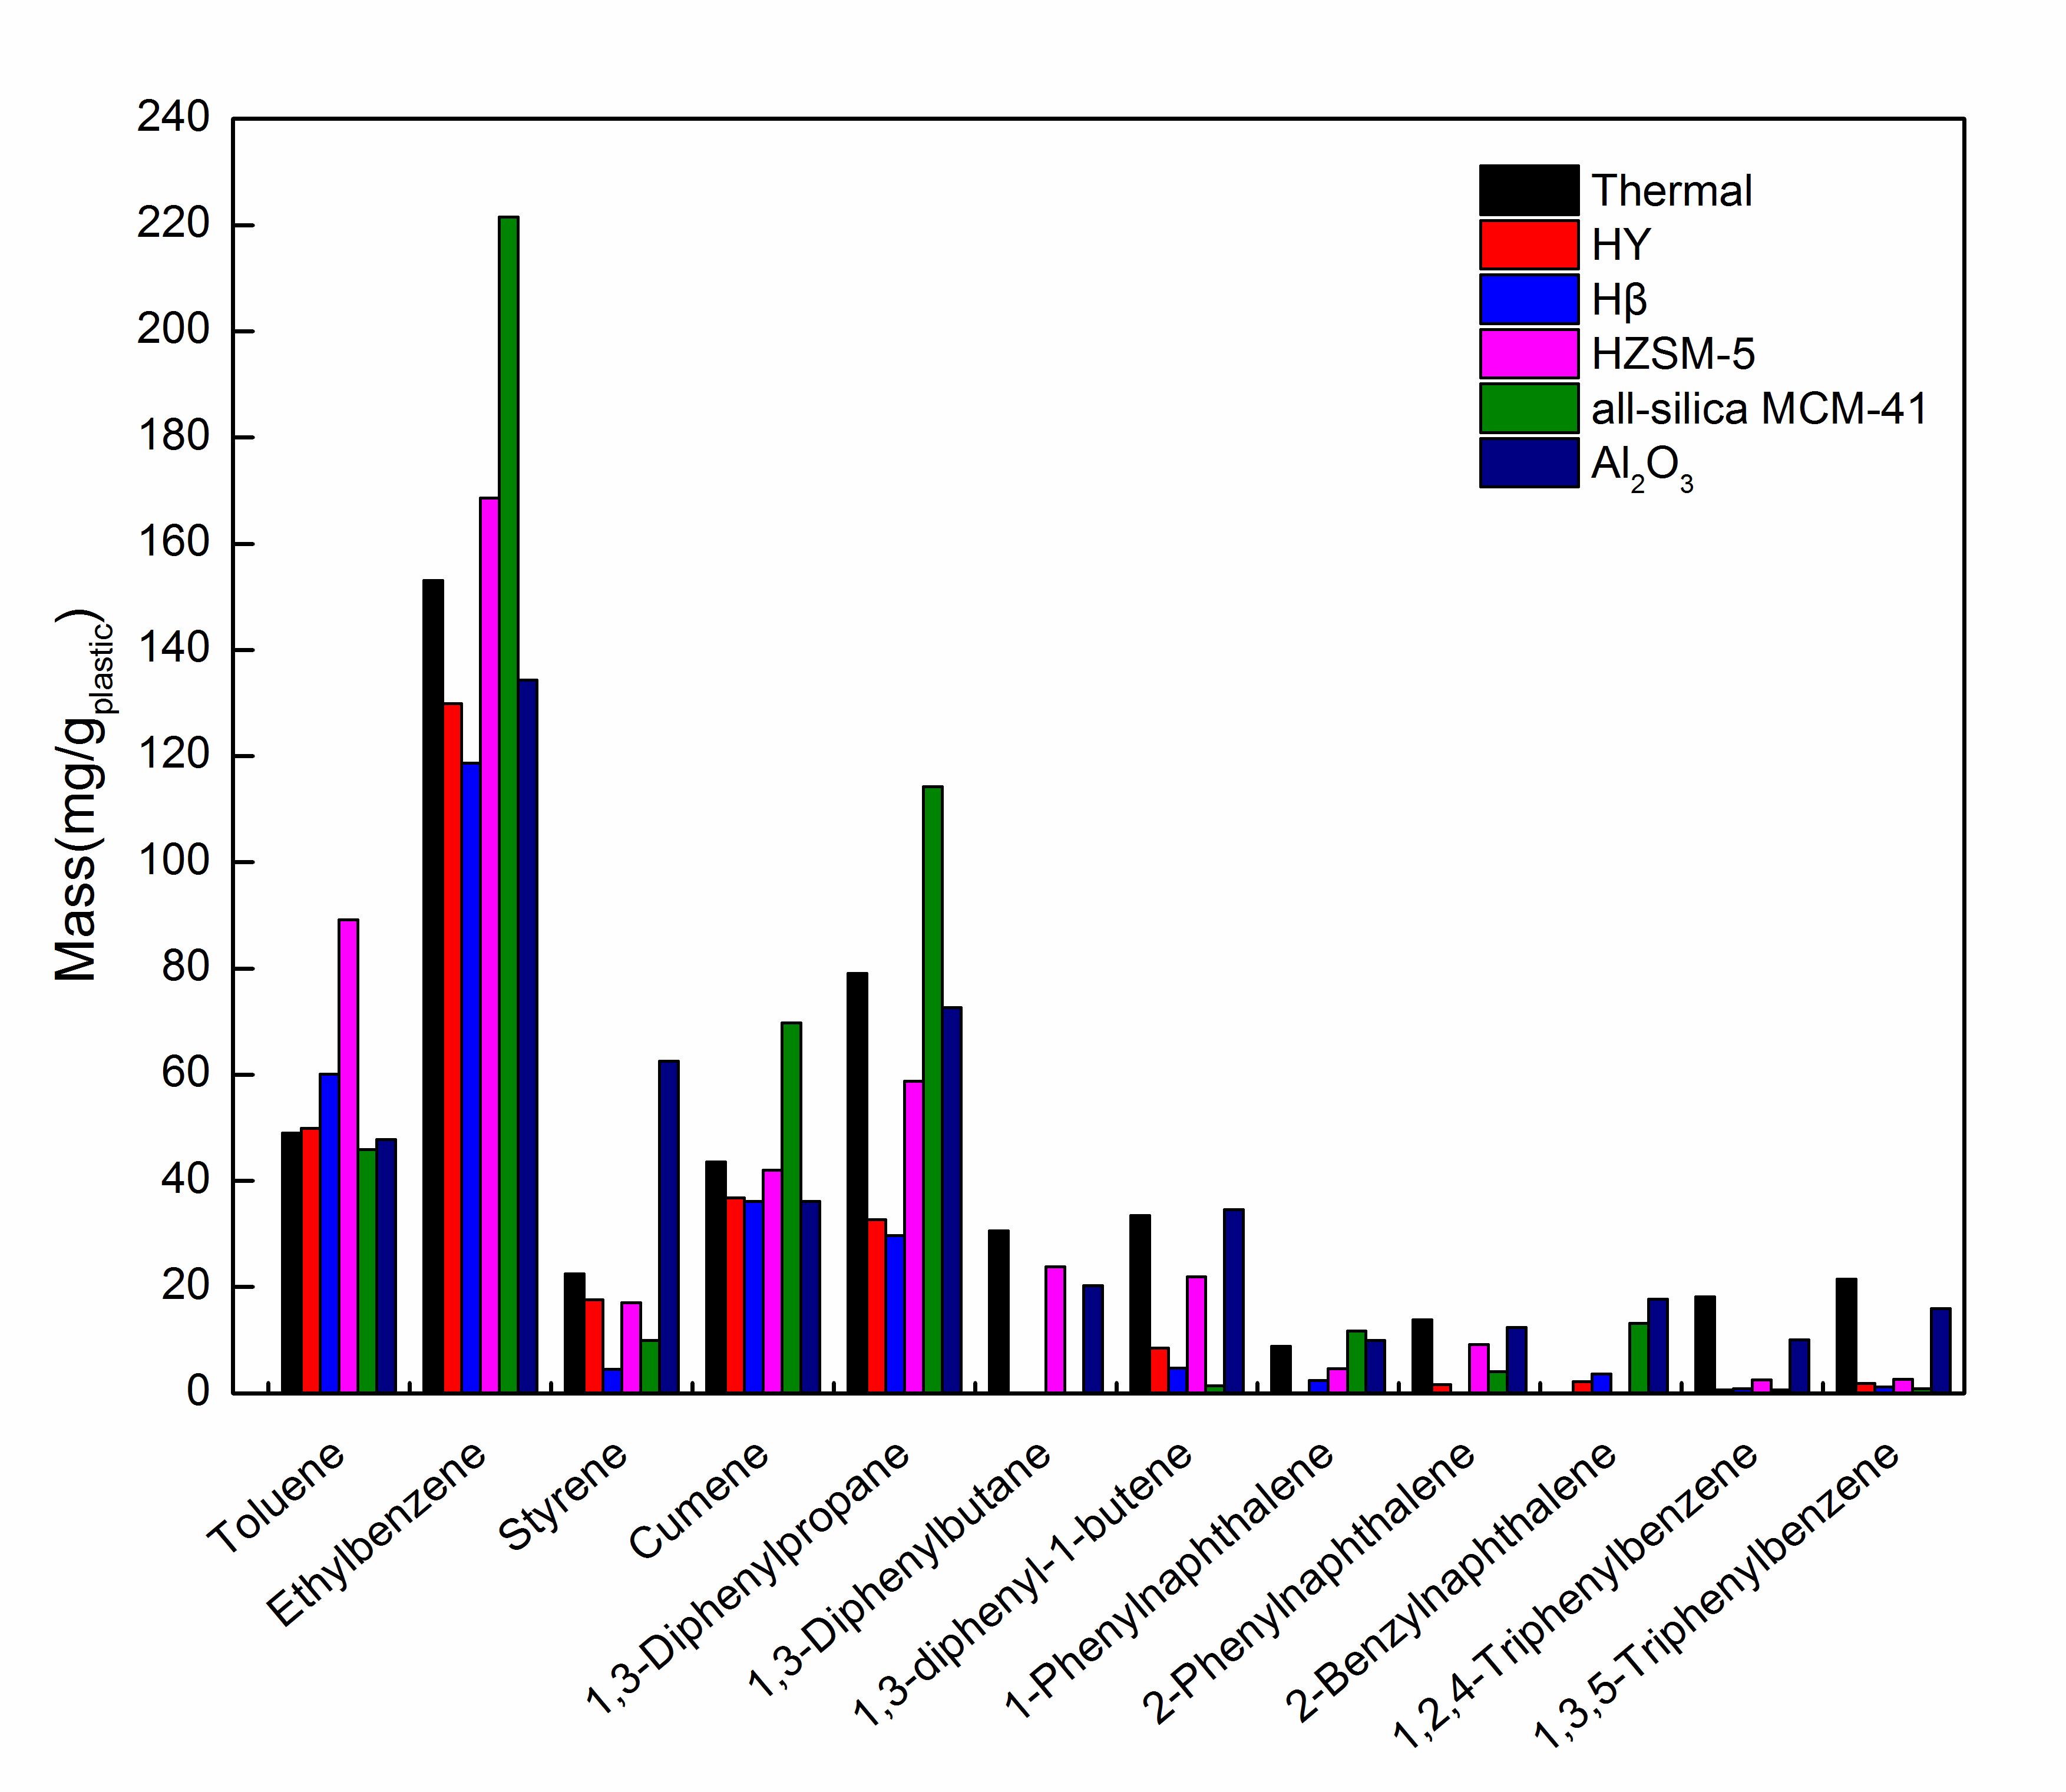 240
220
200
180
160
140
120
100
80
60
40
20
0
Mass(mg/g plastic)
Thermal
HY
Hβ
HZSM-5
all-silica MCM-41
Al₂O₃
Toluene
Ethylbenzene
Styrene
Cumene
1,3-Diphenylpropane
1,3-Diphenylbutane
1,3-diphenyl-1-butene
1-Phenylnaphthalene
2-Phenylnaphthalene
2-Benzylnaphthalene
1,2,4-Triphenylbenzene
1,3,5-Triphenylbenzene